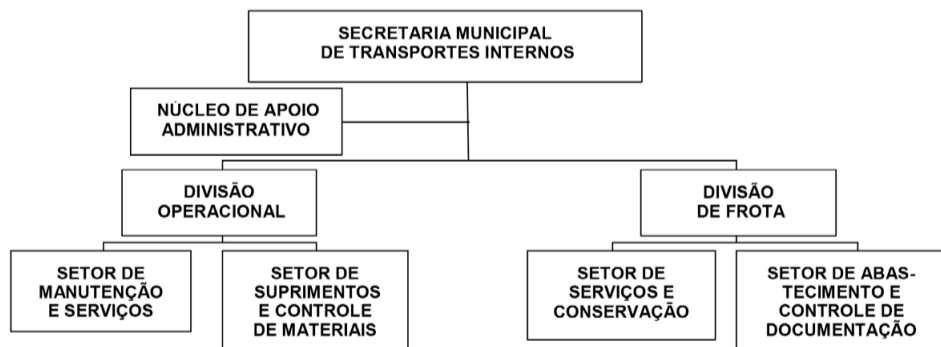 SECRETARIA MUNICIPAL
DE TRANSPORTES INTERNOS
NÚCLEO DE APOIO
ADMINISTRATIVO
DIVISÃO
OPERACIONAL
DIVISÃO
DE FROTA
SETOR DE
MANUTENÇÃO
E SERVIÇOS
SETOR DE
SUPRIMENTOS
E CONTROLE
DE MATERIAIS
SETOR DE
SERVIÇOS E
CONSERVAÇÃO
SETOR DE ABAS-
TECIMENTO E
CONTROLE DE
DOCUMENTAÇÃO